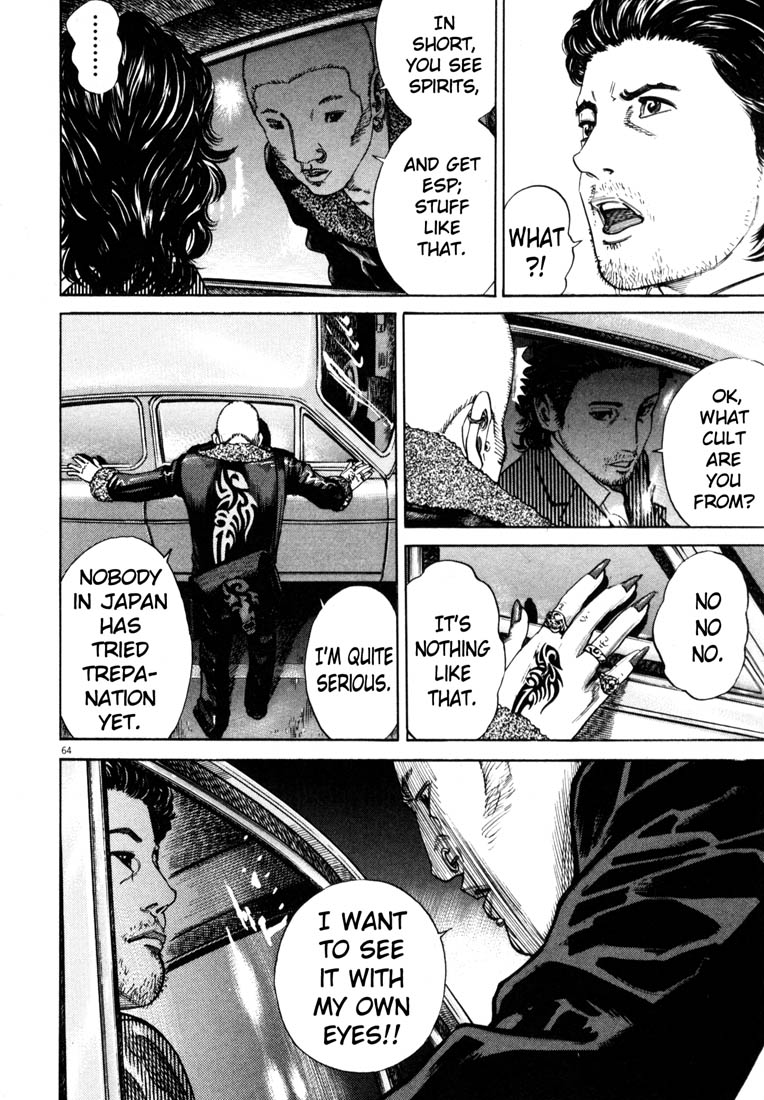 WHAT
?!
IN
SHORT,
YOU SEE
SPIRITS,
AND GET
ESP;
STUFF
LIKE
THAT.
........
OK,
WHAT
CULT
ARE
YOU
FROM?
NO
NO
NO.
IT'S
NOTHING
LIKE
THAT.
I'M QUITE
SERIOUS.
NOBODY
IN JAPAN
HAS
TRIED
TREPA-
NATION
YET.
64
I WANT
TO SEE
IT WITH
MY OWN
EYES!!